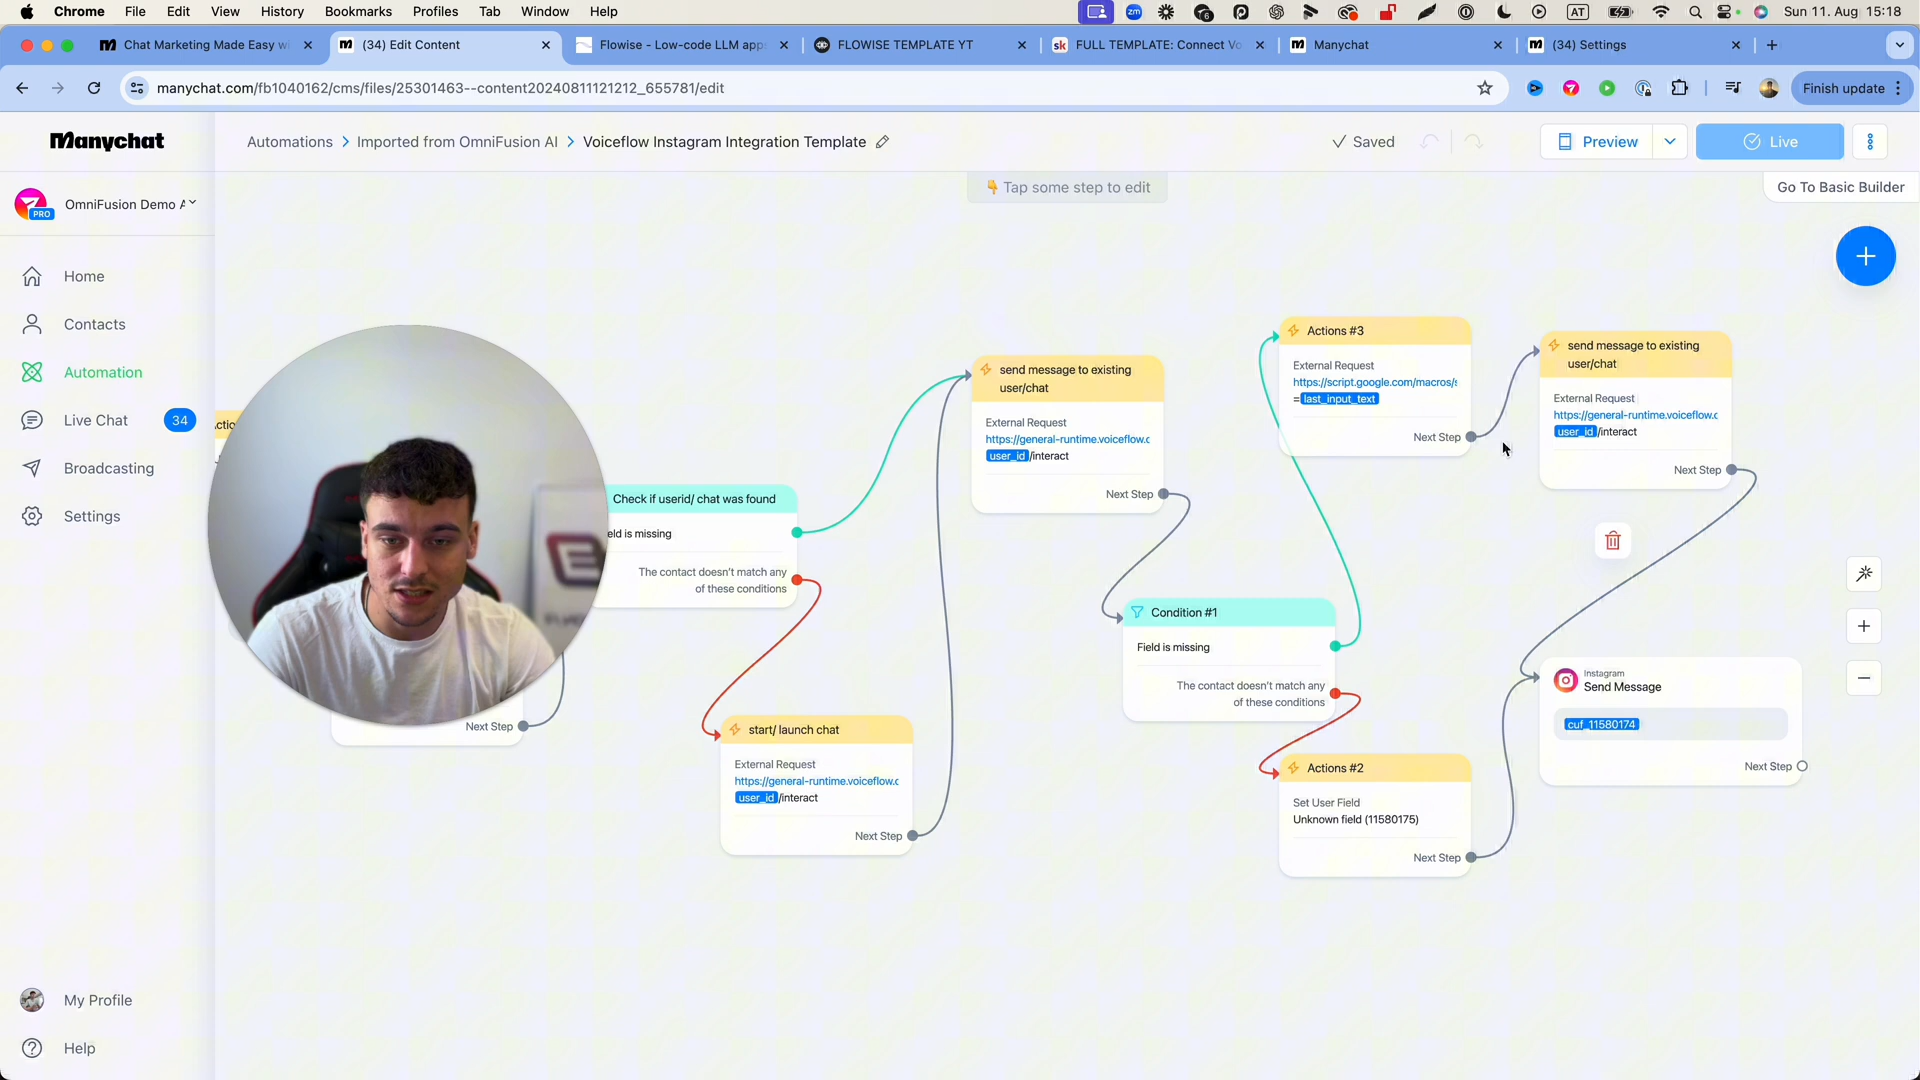 Chrome File Edit View History Bookmarks Profiles Tab Window Help
zm
6
AT
Sun 11. Aug 15:18
Chat Marketing Made Easy w
(34) Edit Content
Flowise - Low-code LLM app
FLOWISE TEMPLATE YT
sk
FULL TEMPLATE: Connect Vo
Manychat
(34) Settings
manychat.com/fb1040162/cms/files/25301463--content20240811121212_655781/edit
Finish update
Manychat
Automations > Imported from OmniFusion AI > Voiceflow Instagram Integration Template
Saved
Preview
Live
Tap some step to edit
Go To Basic Builder
PRO
OmniFusion Demo A
Home
Contacts
Automation
Live Chat
34
Broadcasting
Settings
My Profile
Help
Next Step
Check if userid/ chat was found
eld is missing
The contact doesn't match any
of these conditions
start/ launch chat
External Request
https://general-runtime.voiceflow.c
user_id/interact
Next Step
send message to existing
user/chat
External Request
https://general-runtime.voiceflow.c
user_id/interact
Next Step
Condition #1
Field is missing
The contact doesn't match any
of these conditions
Actions #3
External Request
https://script.google.com/macros/s
=last_input_text
Next Step
Actions #2
Set User Field
Unknown field (11580175)
Next Step
send message to existing
user/chat
External Request
https://general-runtime.voiceflow.c
user_id/interact
Next Step
Instagram
Send Message
cuf_11580174
Next Step